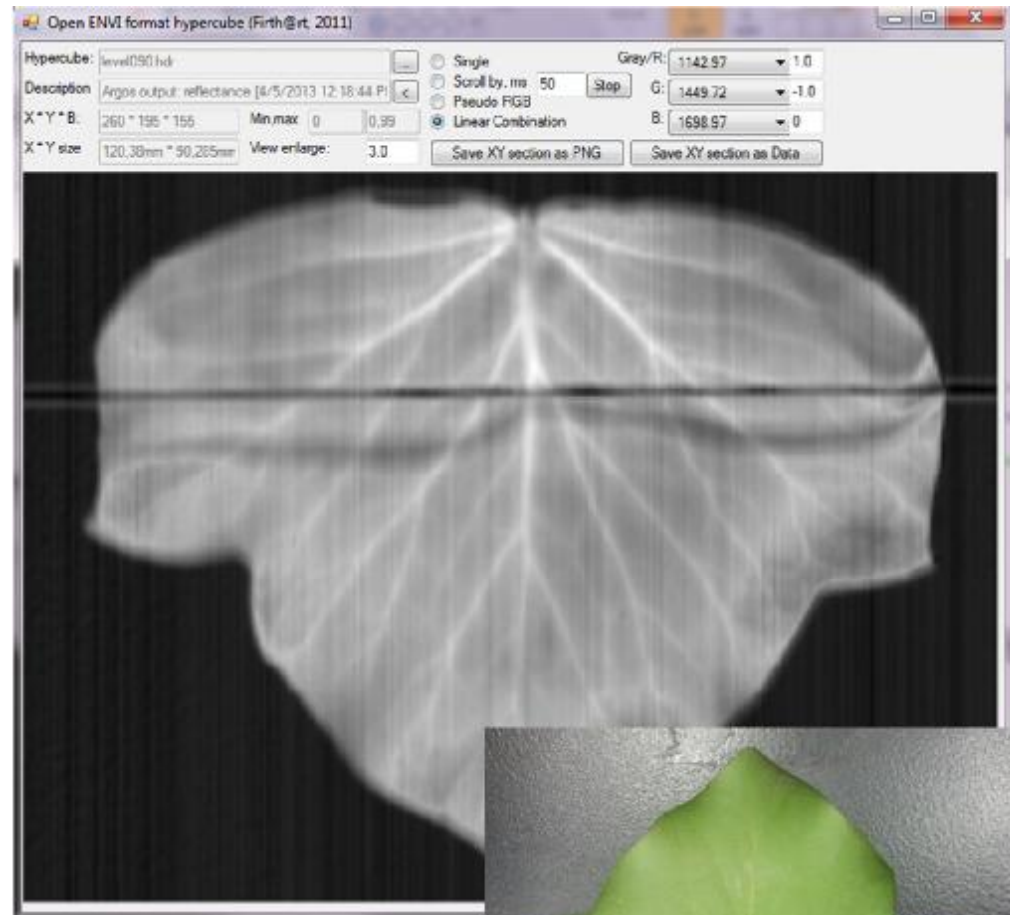 Open ENVI format hypercube (Firth@rt, 2011)
Hypercube: level090.hdr ...
Description Argos output: reflectance [4/5/2013 12:18:44 P <
X * Y * B: 260 * 195 * 155 Min,max 0 0,99
X * Y size 120,38mm * 90,285mm View enlarge: 3.0
Single
Scroll by, ms 50 Stop
Pseudo RGB
Linear Combination
Gray/R: 1142.97 1.0
G: 1449.72 -1.0
B: 1698.97 0
Save XY section as PNG Save XY section as Data